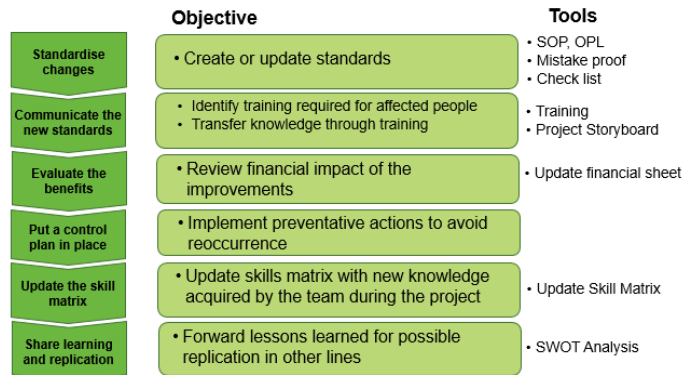 Objective
Tools
Standardise
changes
• Create or update standards
• SOP, OPL
• Mistake proof
• Check list
Communicate the
new standards
• Identify training required for affected people
• Transfer knowledge through training
• Training
• Project Storyboard
Evaluate the
benefits
• Review financial impact of the
improvements
• Update financial sheet
Put a control
plan in place
• Implement preventative actions to avoid
reoccurrence
Update the skill
matrix
• Update skills matrix with new knowledge
acquired by the team during the project
• Update Skill Matrix
Share learning
and replication
• Forward lessons learned for possible
replication in other lines
• SWOT Analysis